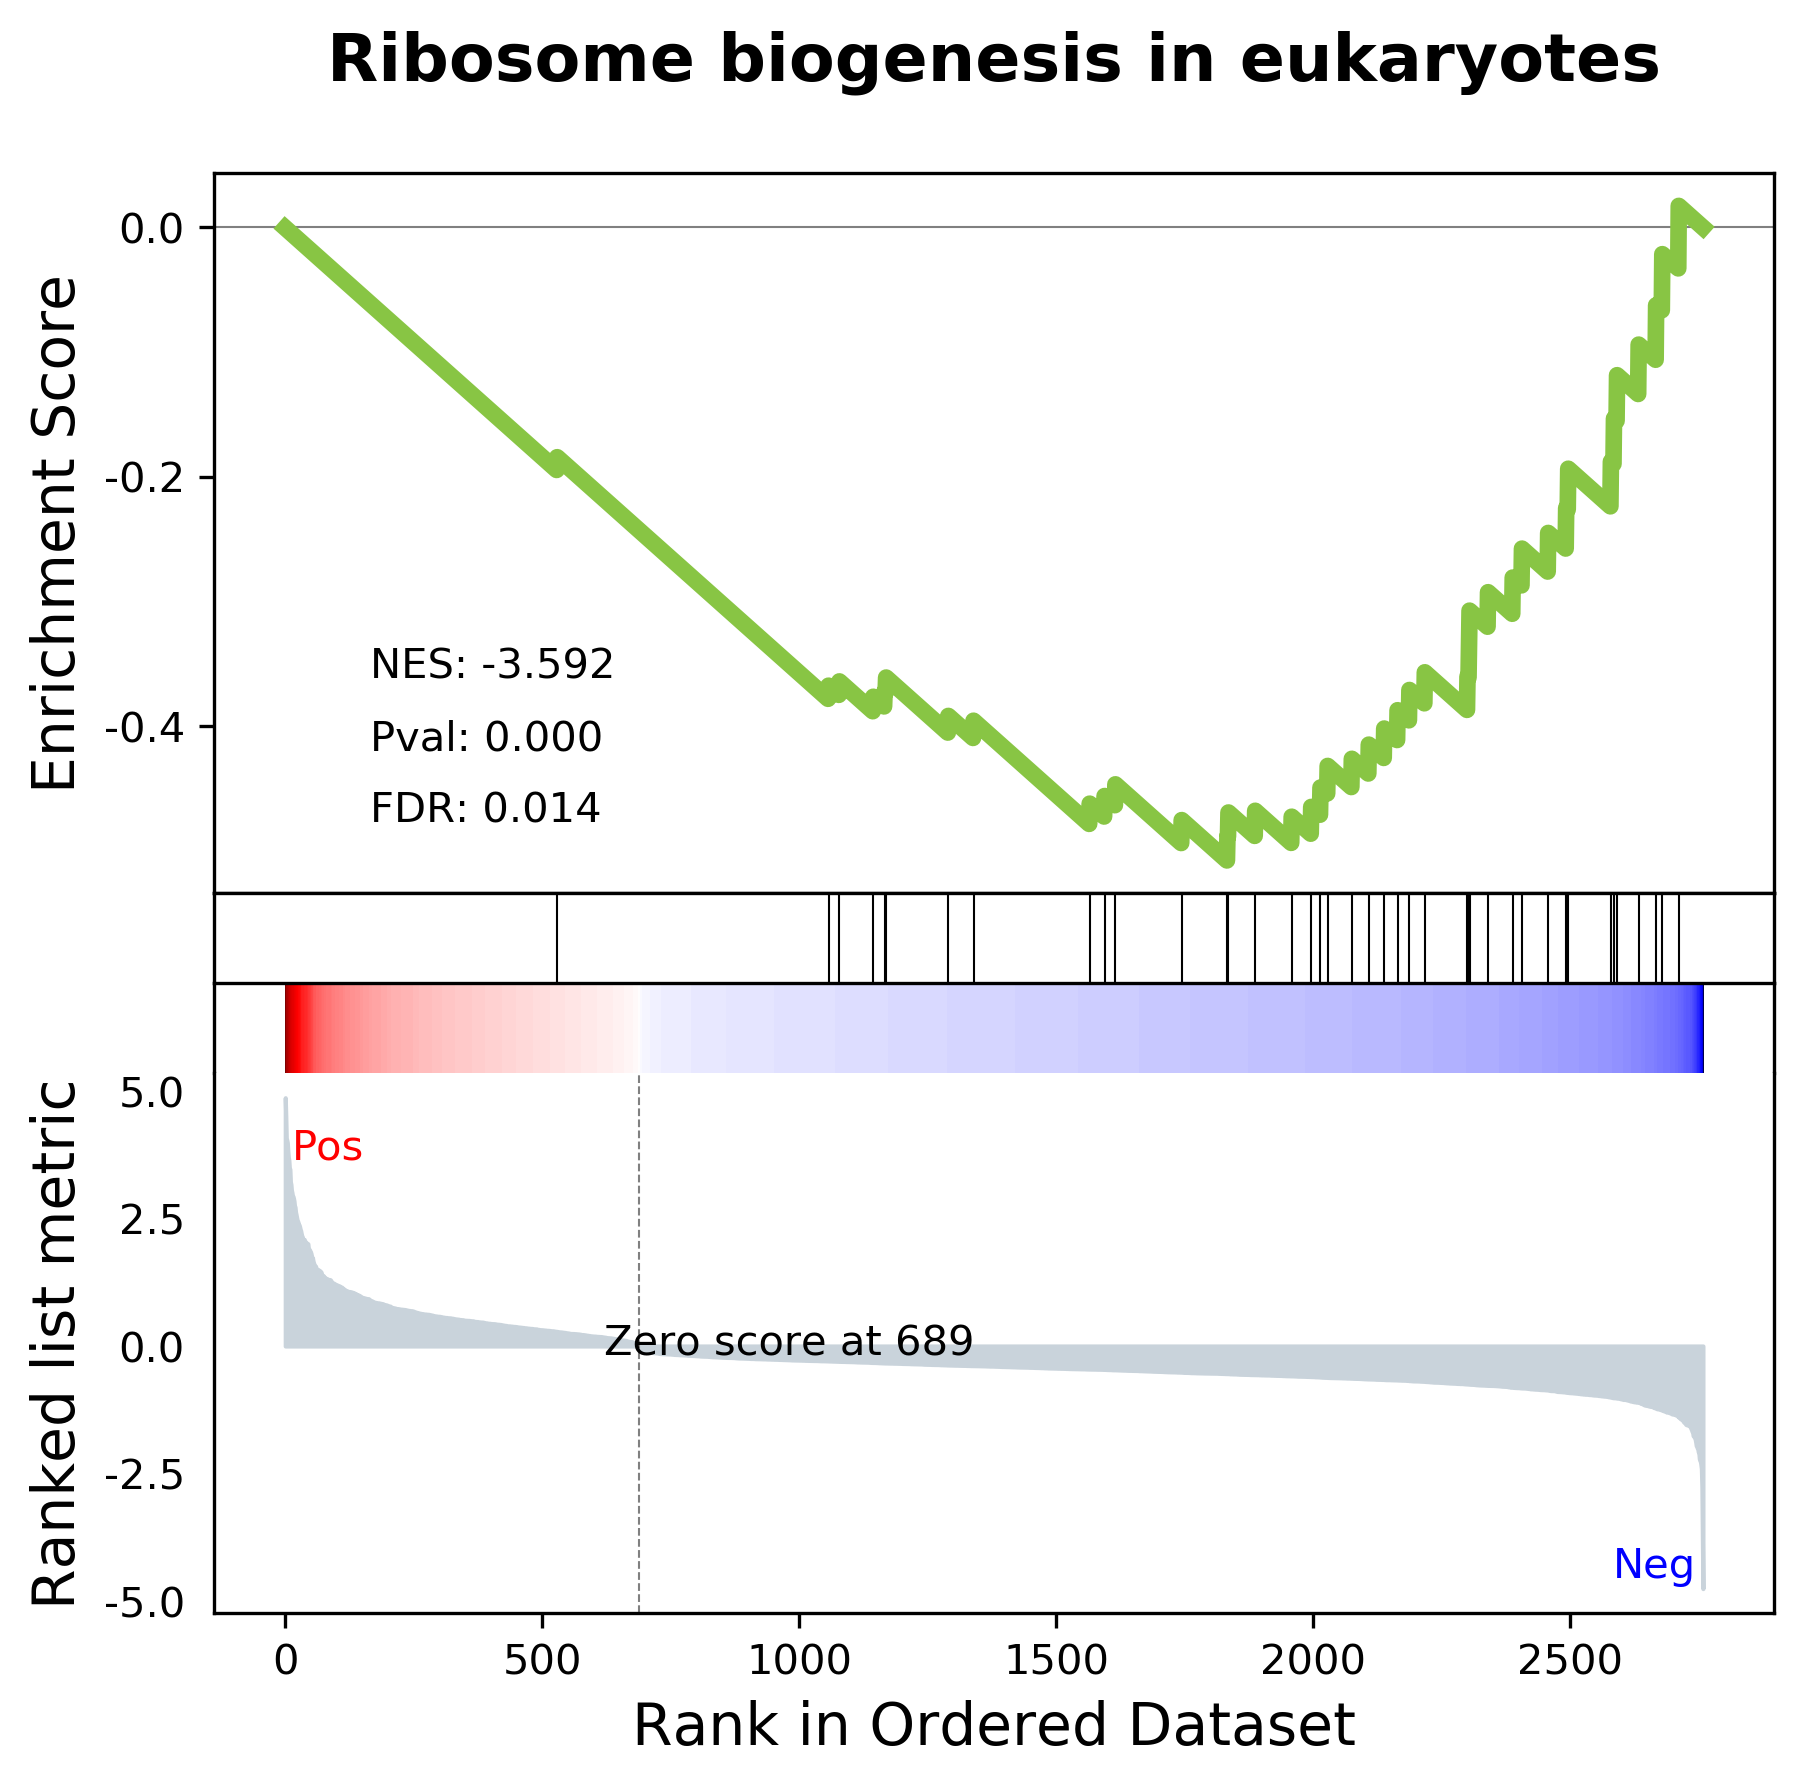 Ribosome biogenesis in eukaryotes
Enrichment Score
0.0
-0.2
-0.4
NES: -3.592
Pval: 0.000
FDR: 0.014
Ranked list metric
5.0
2.5
0.0
-2.5
-5.0
Pos
Zero score at 689
Neg
0 500 1000 1500 2000 2500
Rank in Ordered Dataset